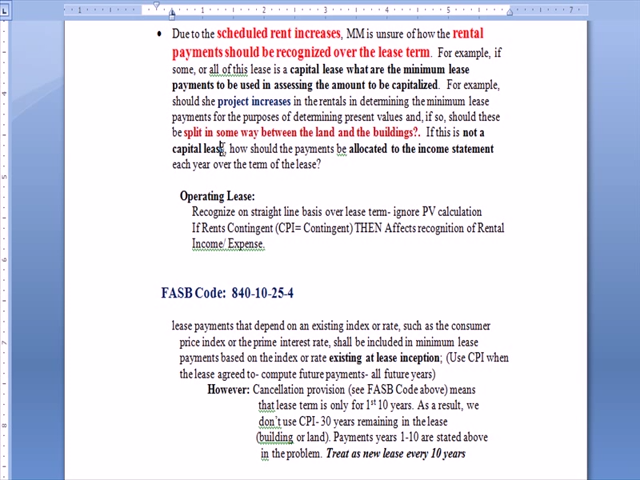 L 1 1 2 3 4 5 6 7
• Due to the scheduled rent increases, MM is unsure of how the rental
payments should be recognized over the lease term. For example, if
some, or all of this lease is a capital lease what are the minimum lease
payments to be used in assessing the amount to be capitalized. For example,
should she project increases in the rentals in determining the minimum lease
payments for the purposes of determining present values and, if so, should these
be split in some way between the land and the buildings?. If this is not a
capital lease, how should the payments be allocated to the income statement
each year over the term of the lease?
Operating Lease:
Recognize on straight line basis over lease term- ignore PV calculation
If Rents Contingent (CPI= Contingent) THEN Affects recognition of Rental
Income/ Expense.
FASB Code: 840-10-25-4
lease payments that depend on an existing index or rate, such as the consumer
price index or the prime interest rate, shall be included in minimum lease
payments based on the index or rate existing at lease inception; (Use CPI when
the lease agreed to- compute future payments- all future years)
However: Cancellation provision (see FASB Code above) means
that lease term is only for 1st 10 years. As a result, we
don't use CPI- 30 years remaining in the lease
(building or land). Payments years 1-10 are stated above
in the problem. Treat as new lease every 10 years